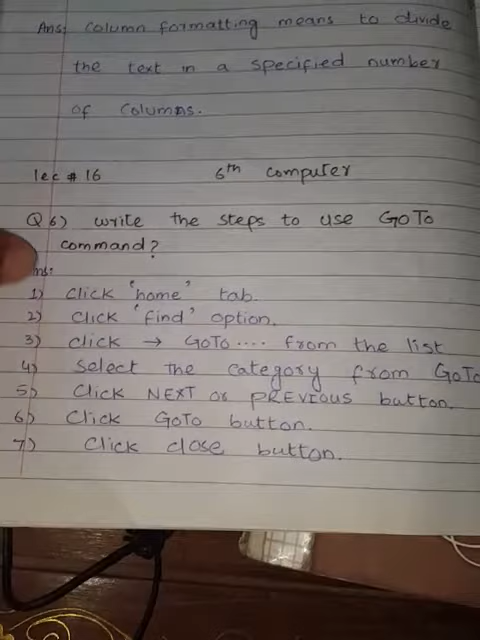 Ans: Column formatting means to divide
the text in a specified number
of columns.
lec # 16 6th computer
Q6) write the steps to use GOTO
command?
Ans:
1) Click "home" tab.
2) Click 'find' option.
3) Click → GOTO .... from the list
4) Select the category from GOTO
5) Click NEXT or PREVIOUS button.
6) Click GOTO button.
7) Click close button.